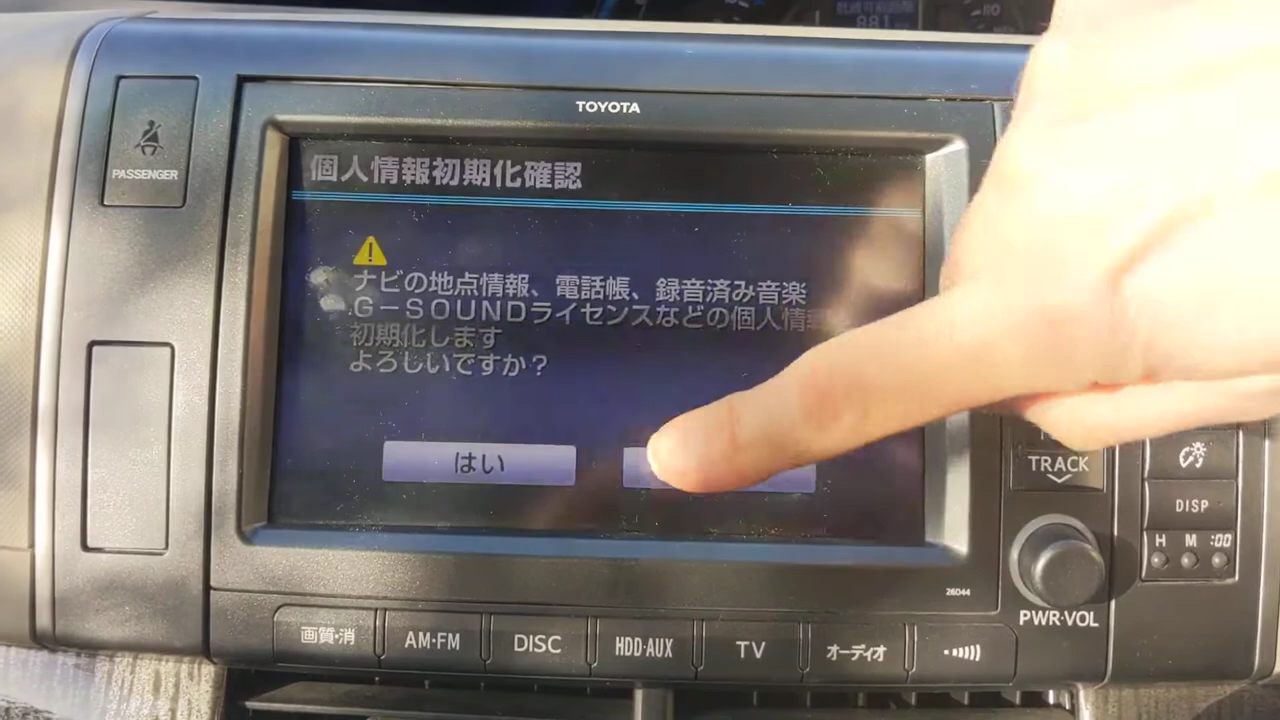 881
TOYOTA
PASSENGER
個人情報初期化確認
ナビの地点情報、電話帳、録音済み音楽
G-SOUNDライセンスなどの個人情報
初期化します
よろしいですか?
はい
TRACK
DISP
H M :00
PWR·VOL
26044
画質·消
AM·FM
DISC
HDD·AUX
TV
オーディオ